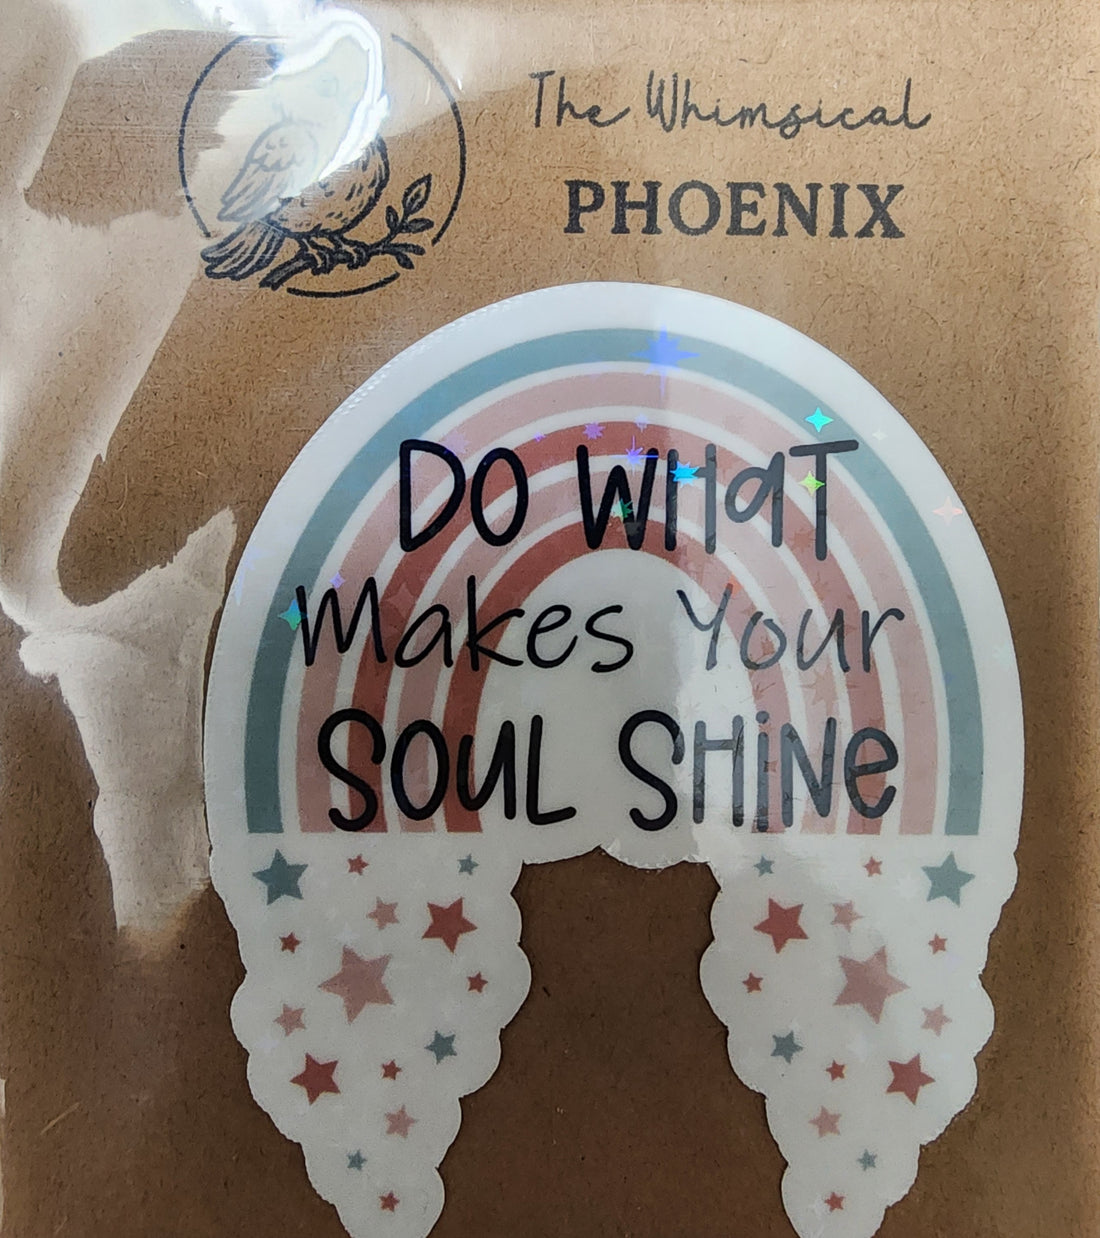 The Whimsical
PHOENIX
DO WHaT
Makes Your
SOUL SHiNe